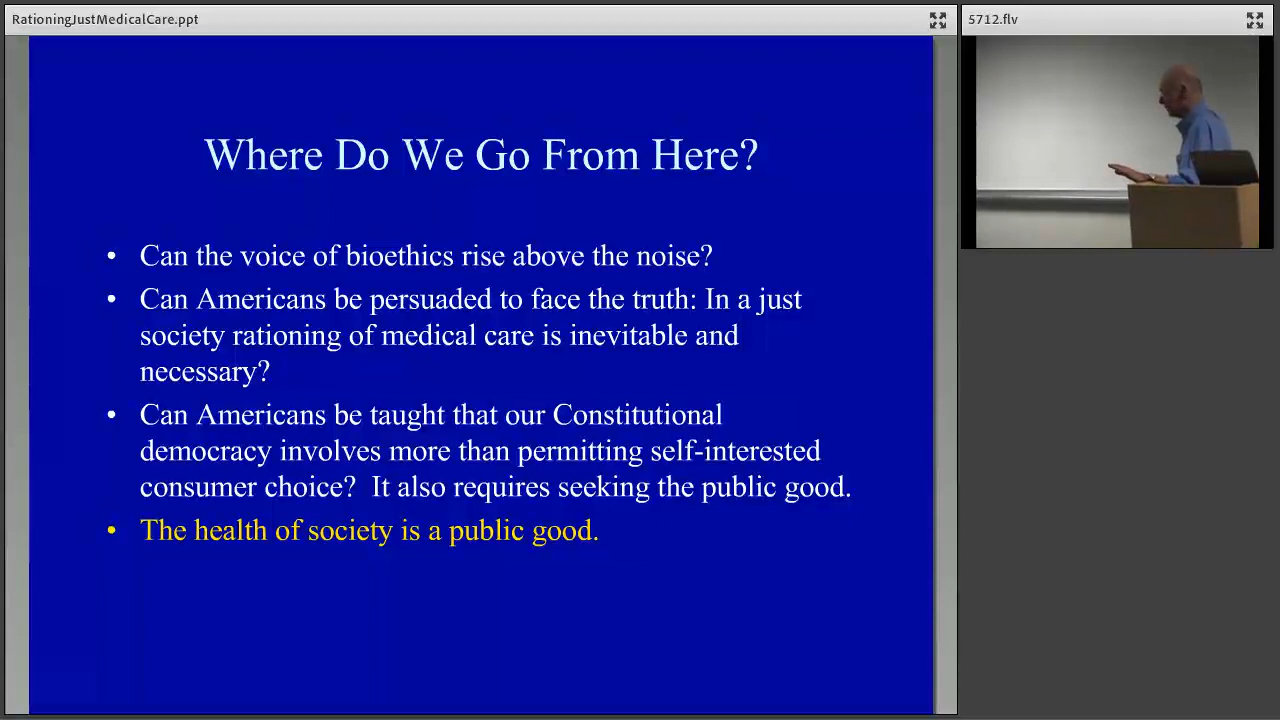 RationingJustMedicalCare.ppt
5712.flv
Where Do We Go From Here?
• Can the voice of bioethics rise above the noise?
• Can Americans be persuaded to face the truth: In a just
society rationing of medical care is inevitable and
necessary?
• Can Americans be taught that our Constitutional
democracy involves more than permitting self-interested
consumer choice?  It also requires seeking the public good.
• The health of society is a public good.